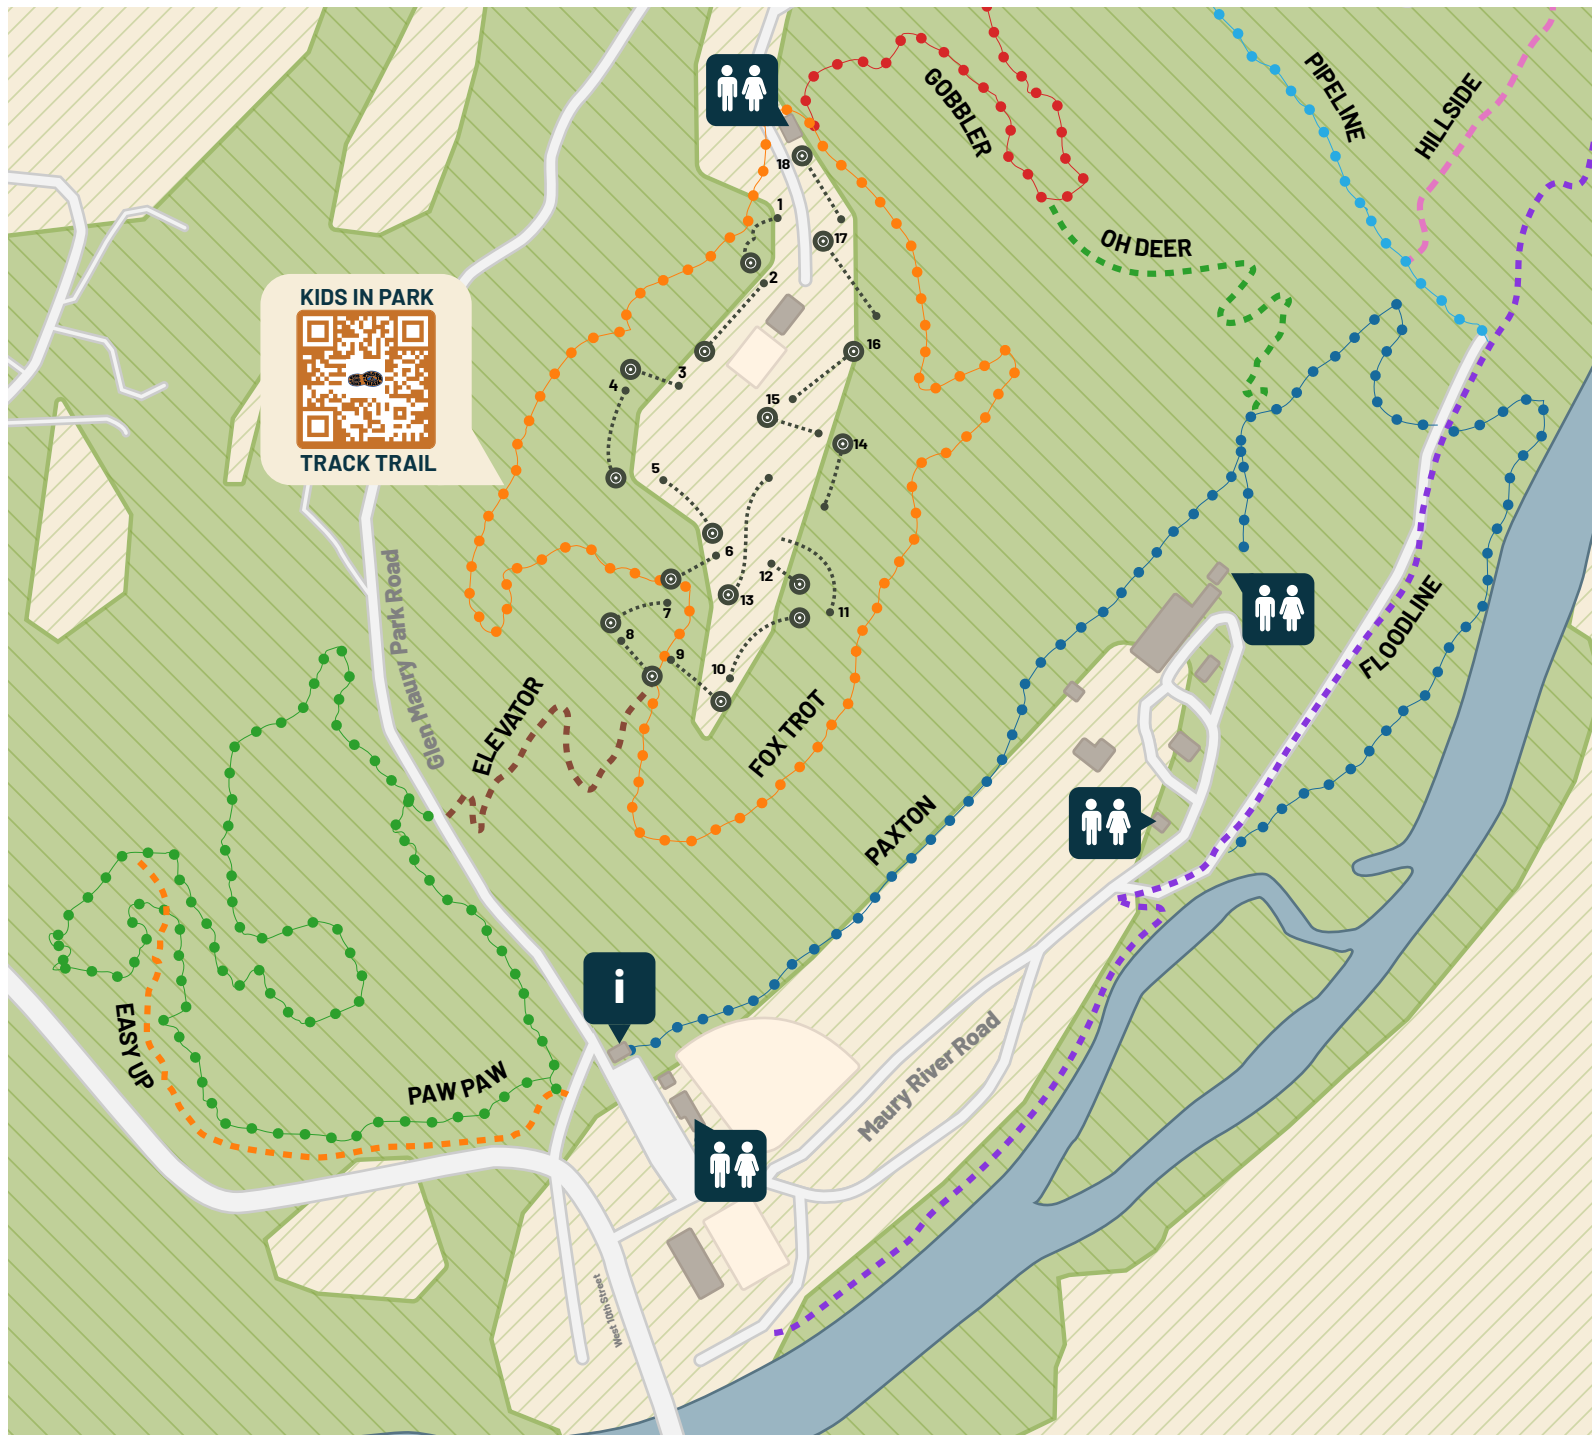 GOBBLER
PIPELINE
HILLSIDE
18
1
17
OH DEER
2
KIDS IN PARK
TRACK TRAIL
16
3
4
15
14
5
6
12
13
7
11
8
9
10
Glen Maury Park Road
ELEVATOR
FOX TROT
FLOODLINE
PAXTON
i
EASY UP
PAW PAW
Maury River Road
West 10th Street